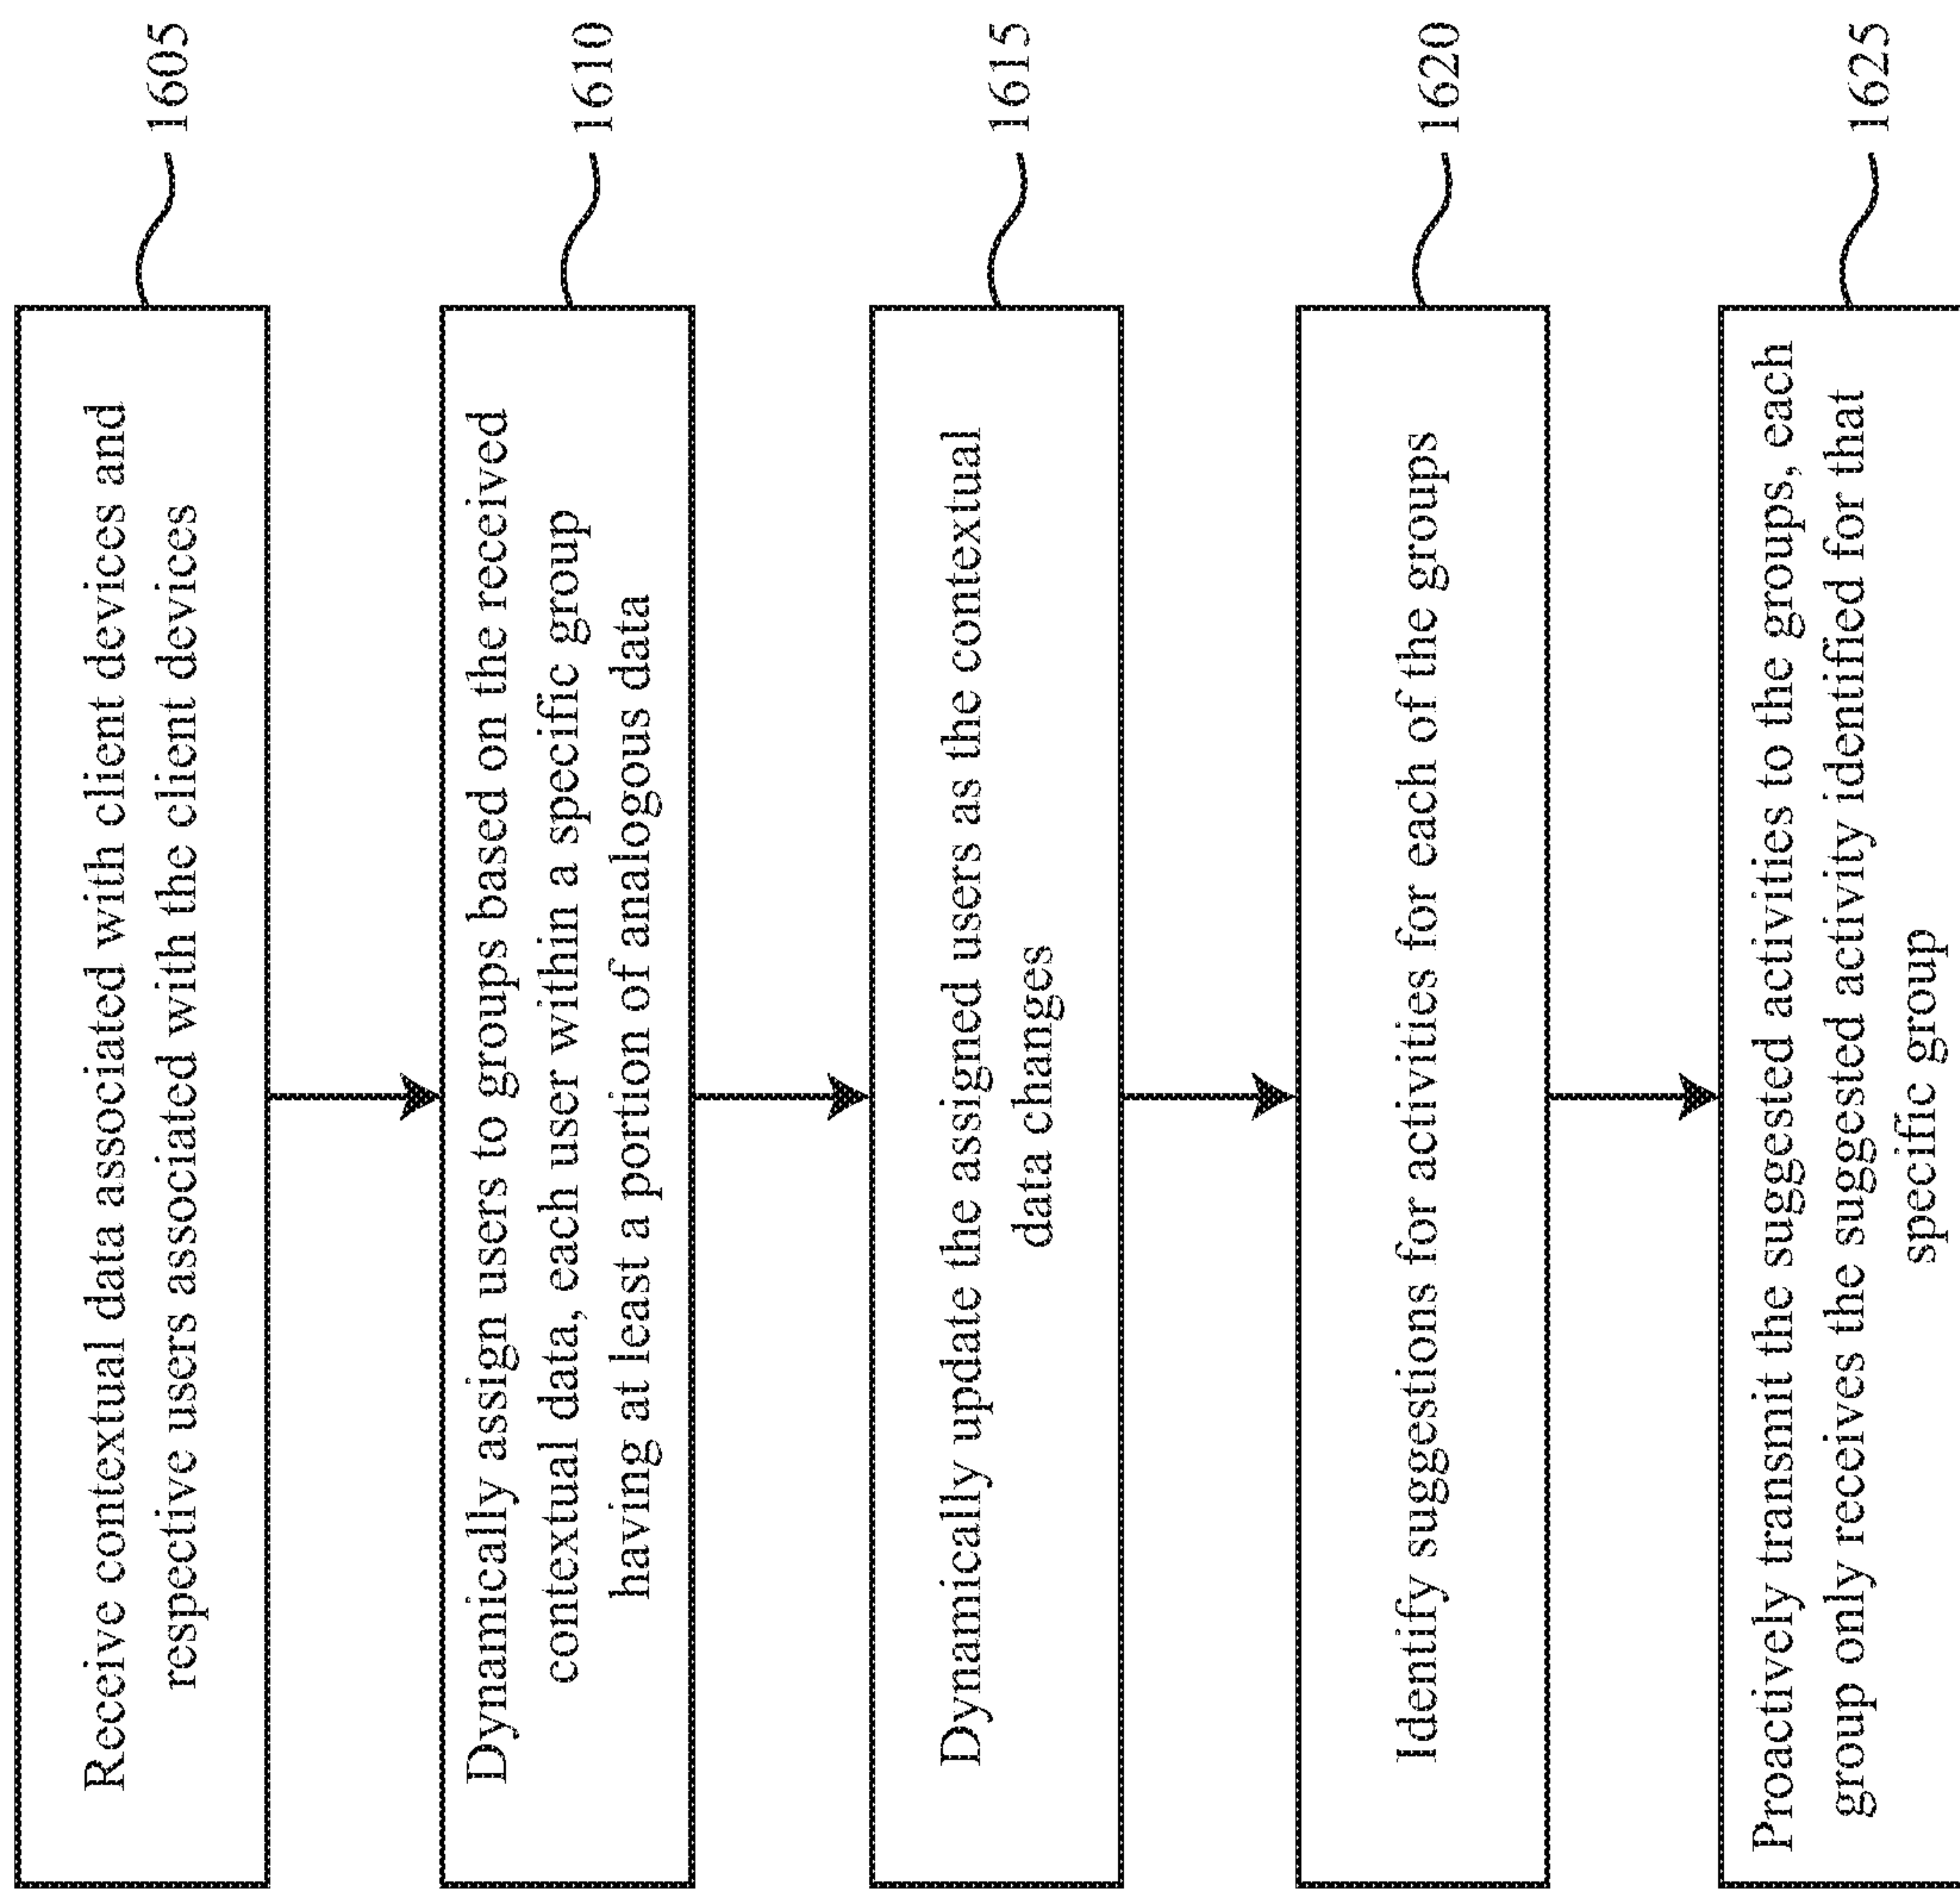 Receive contextual data associated with client devices and
respective users associated with the client devices
1605
Dynamically assign users to groups based on the received
contextual data, each user within a specific group
having at least a portion of analogous data
1610
Dynamically update the assigned users as the contextual
data changes
1615
Identify suggestions for activities for each of the groups
1620
Proactively transmit the suggested activities to the groups, each
group only receives the suggested activity identified for that
specific group
1625